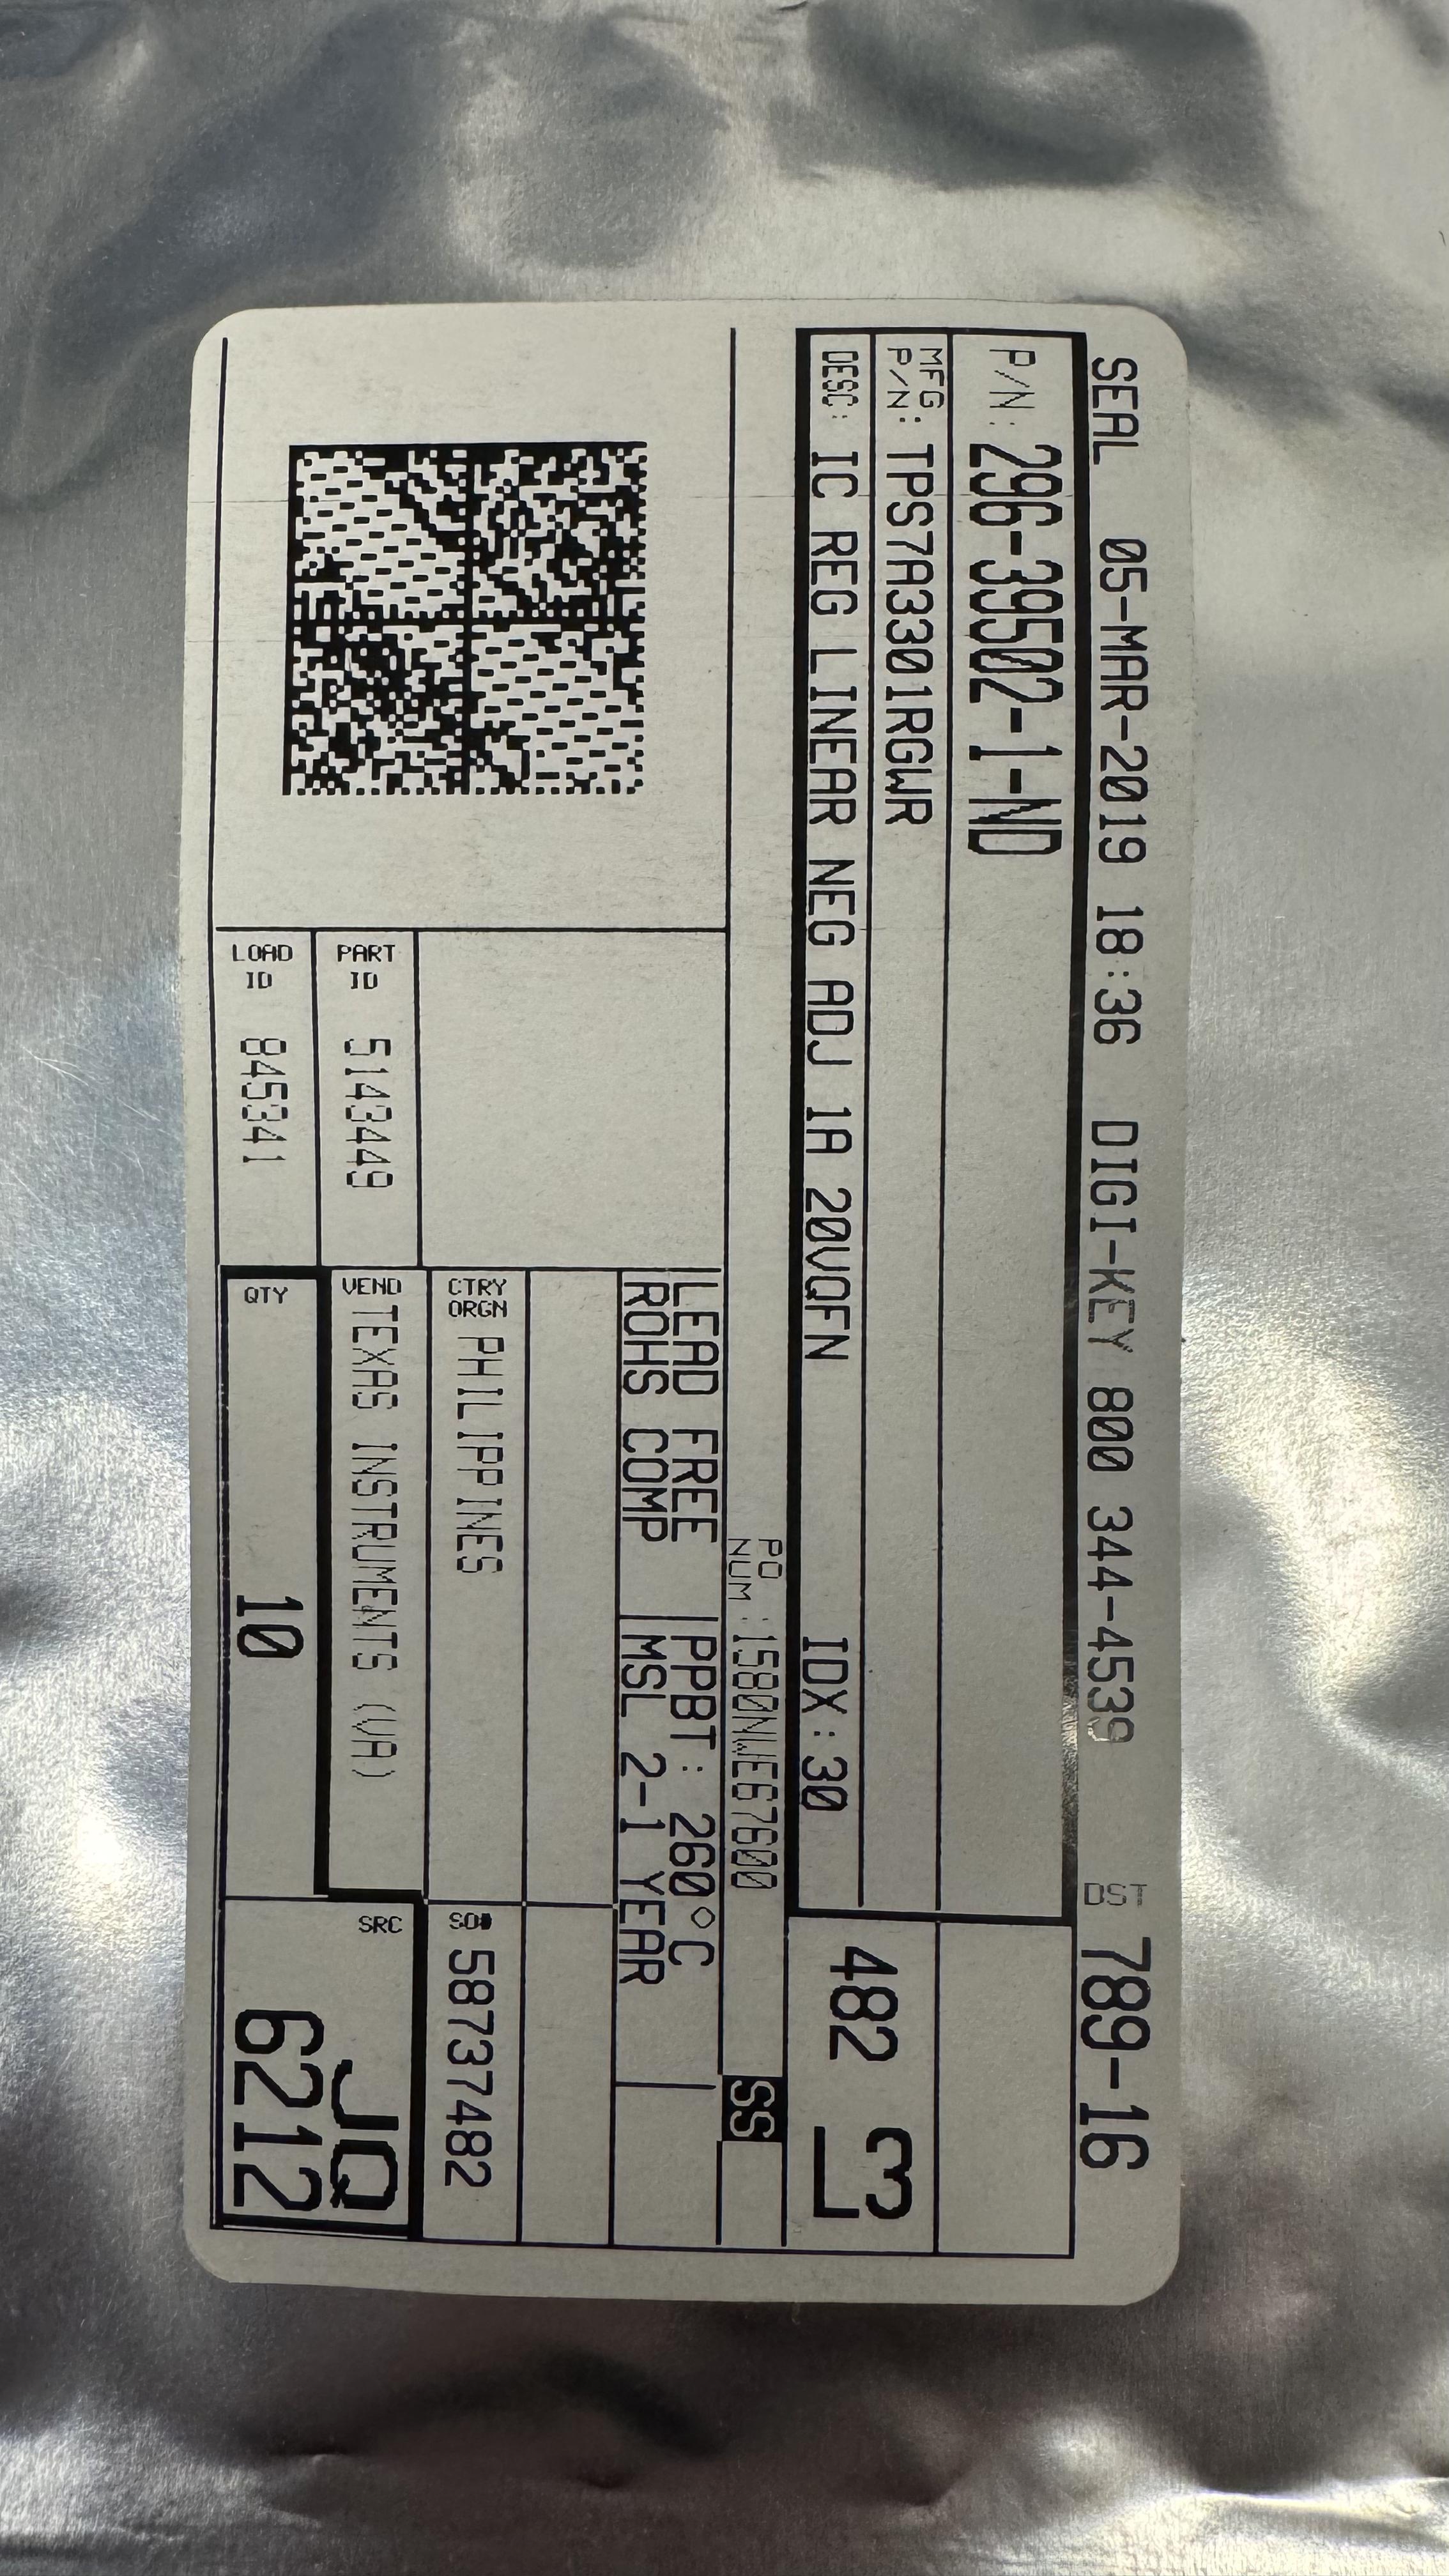 SEAL 05-MAR-2019 18:36 DIGI-KEY 800 344-4539 DST 789-16
P/N: 296-39502-1-ND
MFG P/N: TPS7A3301RGWR
DESC: IC REG LINEAR NEG ADJ 1A 20VQFN IDX:30
482 3
L
PO NUM: 1580NWE67600 SS
LEAD FREE PPBT: 260°C
ROHS COMP MSL 2-1 YEAR
CTRY ORGN PHILIPPINES SO# 58737482
PART ID 5143449 VEND TEXAS INSTRUMENTS (VA)
LOAD ID 845341 QTY 10
SRC JQ
6212